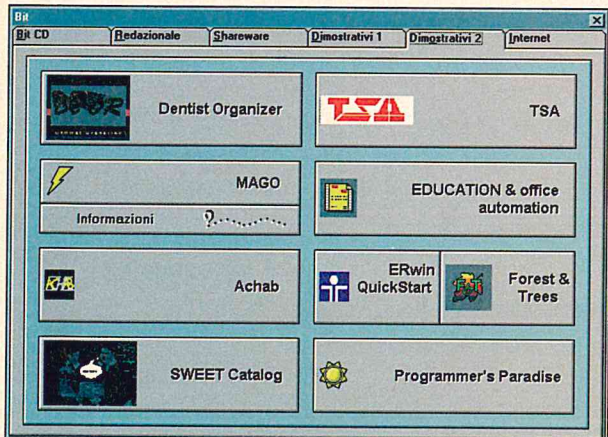 Bit
Bit CD
Redazionale
Shareware
Dimostrativi 1
Dimostrativi 2
Internet
Dentist Organizer
TSA
TSA
MAGO
Informazioni
EDUCATION & office
automation
Achab
ERwin
QuickStart
Forest &
Trees
SWEET Catalog
Programmer's Paradise